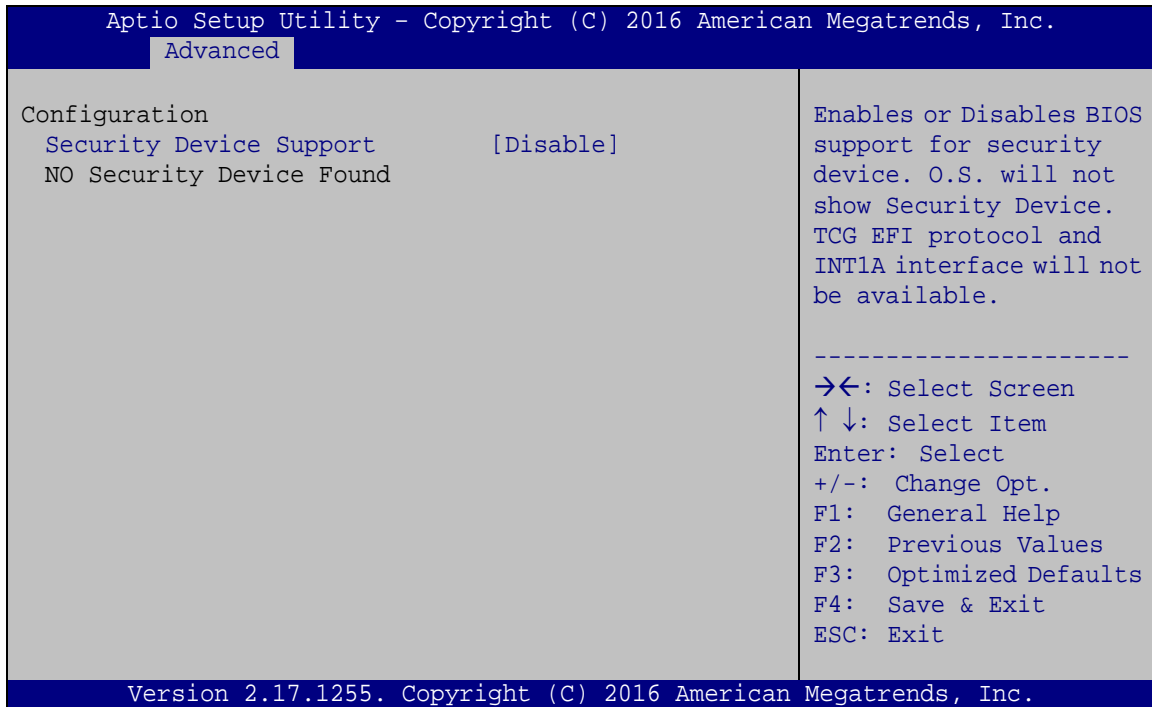 Aptio Setup Utility – Copyright (C) 2016 American Megatrends, Inc.
Advanced
Configuration
Security Device Support [Disable]
NO Security Device Found
Enables or Disables BIOS
support for security
device. O.S. will not
show Security Device.
TCG EFI protocol and
INT1A interface will not
be available.
----------------------
→←: Select Screen
↑ ↓: Select Item
Enter: Select
+/-: Change Opt.
F1: General Help
F2: Previous Values
F3: Optimized Defaults
F4: Save & Exit
ESC: Exit
Version 2.17.1255. Copyright (C) 2016 American Megatrends, Inc.